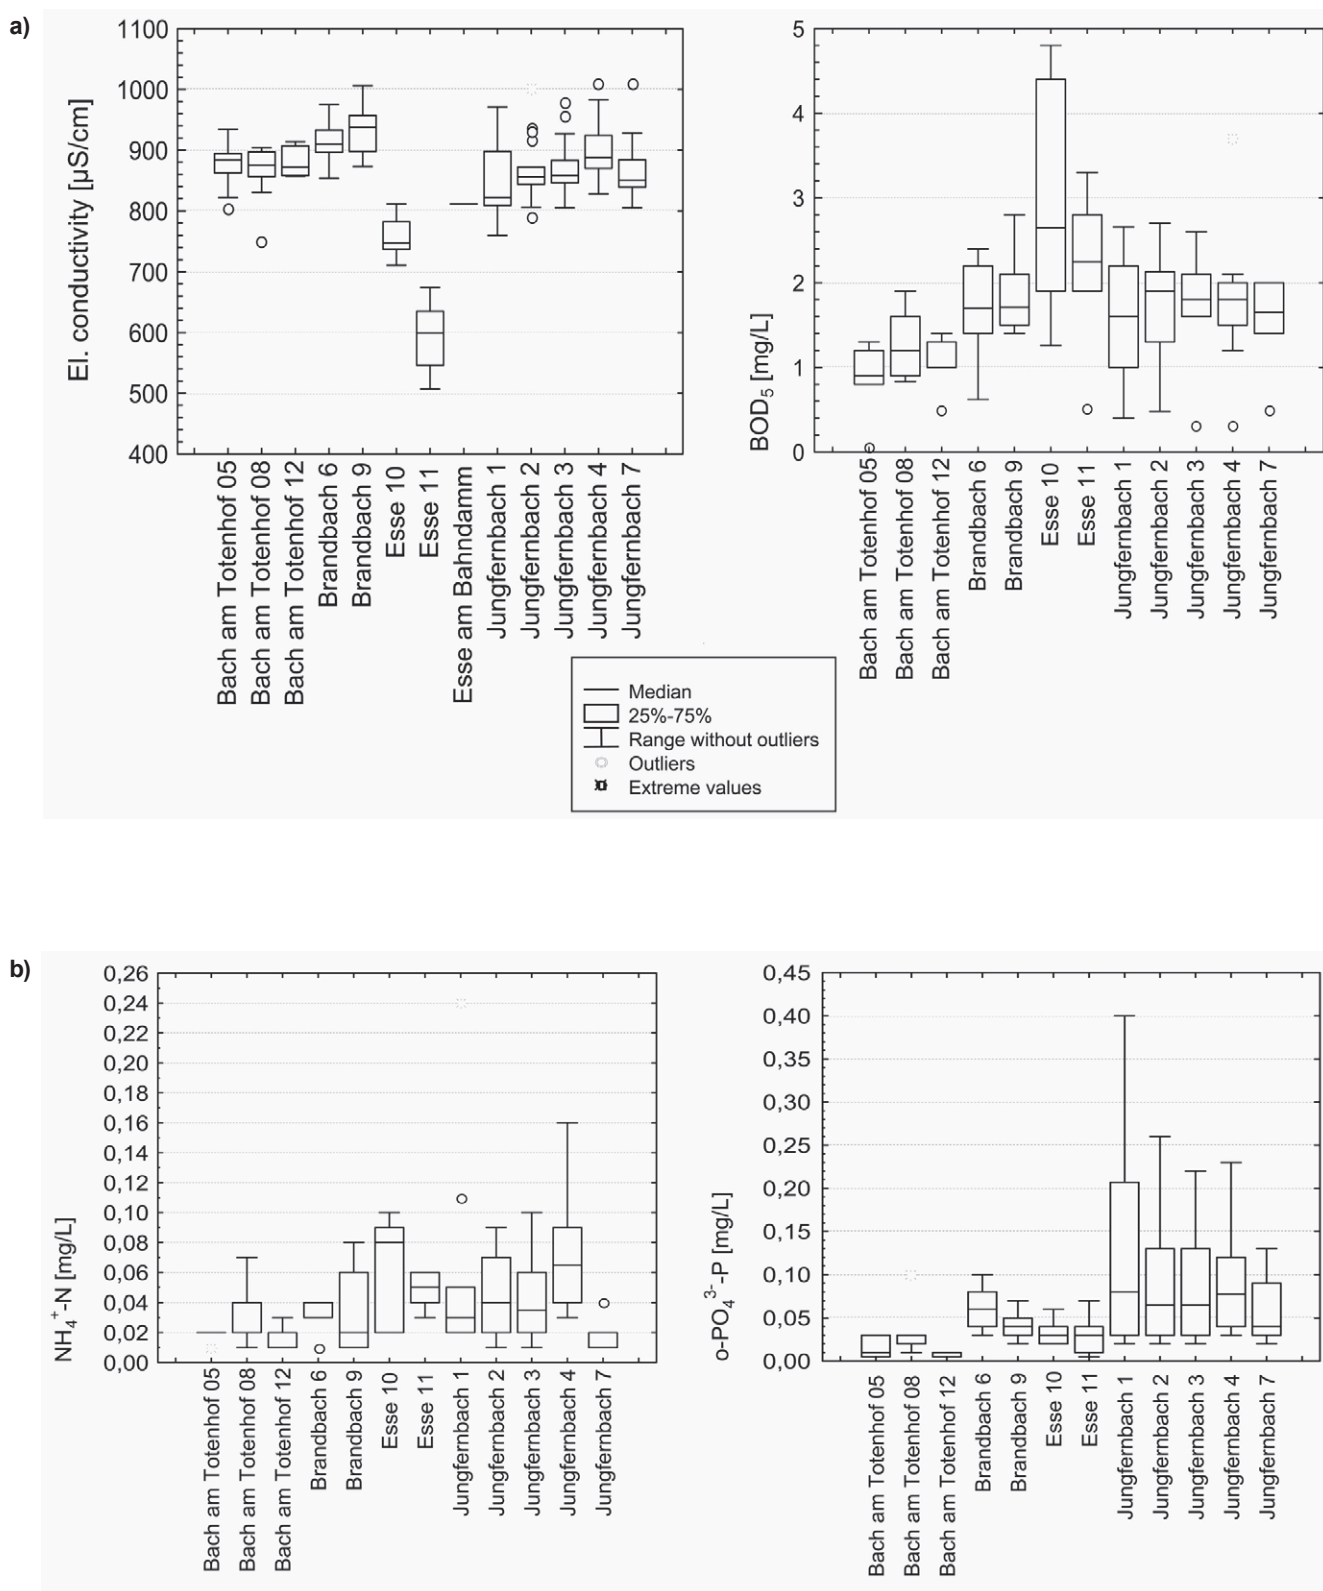 a)
El. conductivity [µS/cm]
1100
1000
900
800
700
600
500
400
Bach am Totenhof 05
Bach am Totenhof 08
Bach am Totenhof 12
Brandbach 6
Brandbach 9
Esse 10
Esse 11
Esse am Bahndamm
Jungfernbach 1
Jungfernbach 2
Jungfernbach 3
Jungfernbach 4
Jungfernbach 7
BOD5 [mg/L]
5
4
3
2
1
0
Bach am Totenhof 05
Bach am Totenhof 08
Bach am Totenhof 12
Brandbach 6
Brandbach 9
Esse 10
Esse 11
Jungfernbach 1
Jungfernbach 2
Jungfernbach 3
Jungfernbach 4
Jungfernbach 7
Median
25%-75%
Range without outliers
Outliers
Extreme values
b)
NH4+-N [mg/L]
0,26
0,24
0,22
0,20
0,18
0,16
0,14
0,12
0,10
0,08
0,06
0,04
0,02
0,00
Bach am Totenhof 05
Bach am Totenhof 08
Bach am Totenhof 12
Brandbach 6
Brandbach 9
Esse 10
Esse 11
Jungfernbach 1
Jungfernbach 2
Jungfernbach 3
Jungfernbach 4
Jungfernbach 7
o-PO43--P [mg/L]
0,45
0,40
0,35
0,30
0,25
0,20
0,15
0,10
0,05
0,00
Bach am Totenhof 05
Bach am Totenhof 08
Bach am Totenhof 12
Brandbach 6
Brandbach 9
Esse 10
Esse 11
Jungfernbach 1
Jungfernbach 2
Jungfernbach 3
Jungfernbach 4
Jungfernbach 7